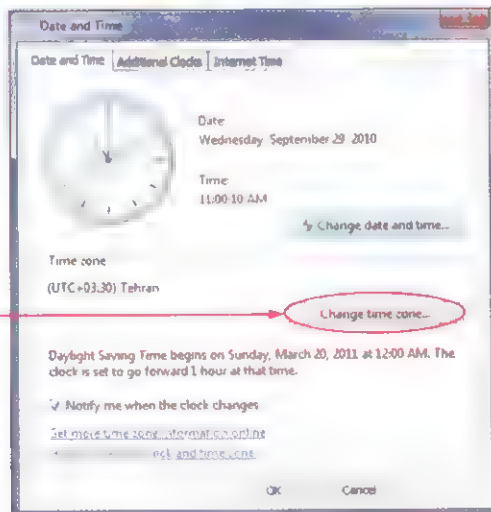 Date and Time
Date and Time Additional Clocks Internet Time
Date
Wednesday, September 29, 2010
Time
11:00:10 AM
Change date and time...
Time zone
(UTC+03:30) Tehran
Change time zone...
Daylight Saving Time begins on Sunday, March 20, 2011 at 12:00 AM. The
clock is set to go forward 1 hour at that time.
Notify me when the clock changes
Get more time zone information online
and time zone
OK Cancel